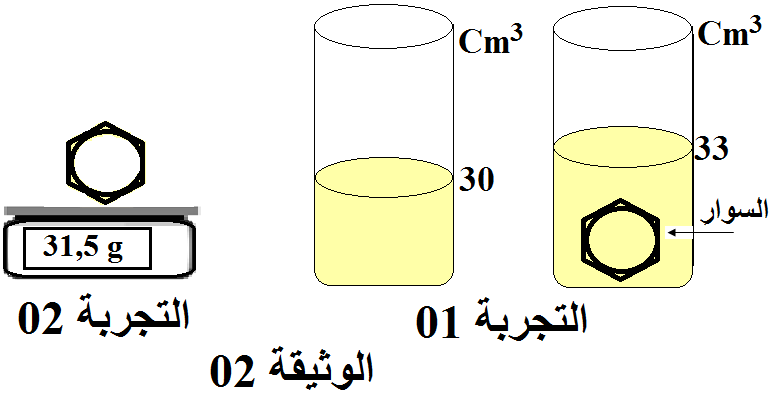 Cm³
Cm³
30
33
السوار
31,5 g
التجربة 01
التجربة 02
الوثيقة 02